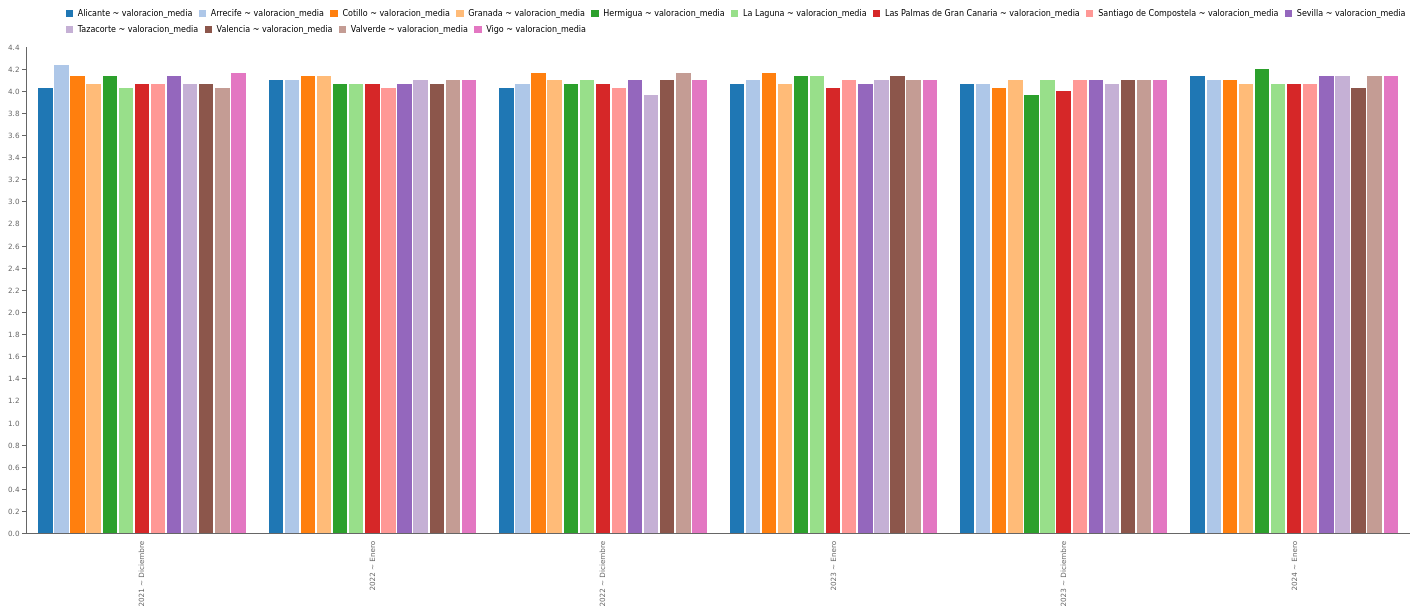 Alicante ~ valoracion_media Arrecife ~ valoracion_media Cotillo ~ valoracion_media Granada ~ valoracion_media Hermigua ~ valoracion_media La Laguna ~ valoracion_media Las Palmas de Gran Canaria ~ valoracion_media Santiago de Compostela ~ valoracion_media Sevilla ~ valoracion_media
Tazacorte ~ valoracion_media Valencia ~ valoracion_media Valverde ~ valoracion_media Vigo ~ valoracion_media
4.4
4.2
4.0
3.8
3.6
3.4
3.2
3.0
2.8
2.6
2.4
2.2
2.0
1.8
1.6
1.4
1.2
1.0
0.8
0.6
0.4
0.2
0.0
2021 ~ Diciembre
2022 ~ Enero
2022 ~ Diciembre
2023 ~ Enero
2023 ~ Diciembre
2024 ~ Enero